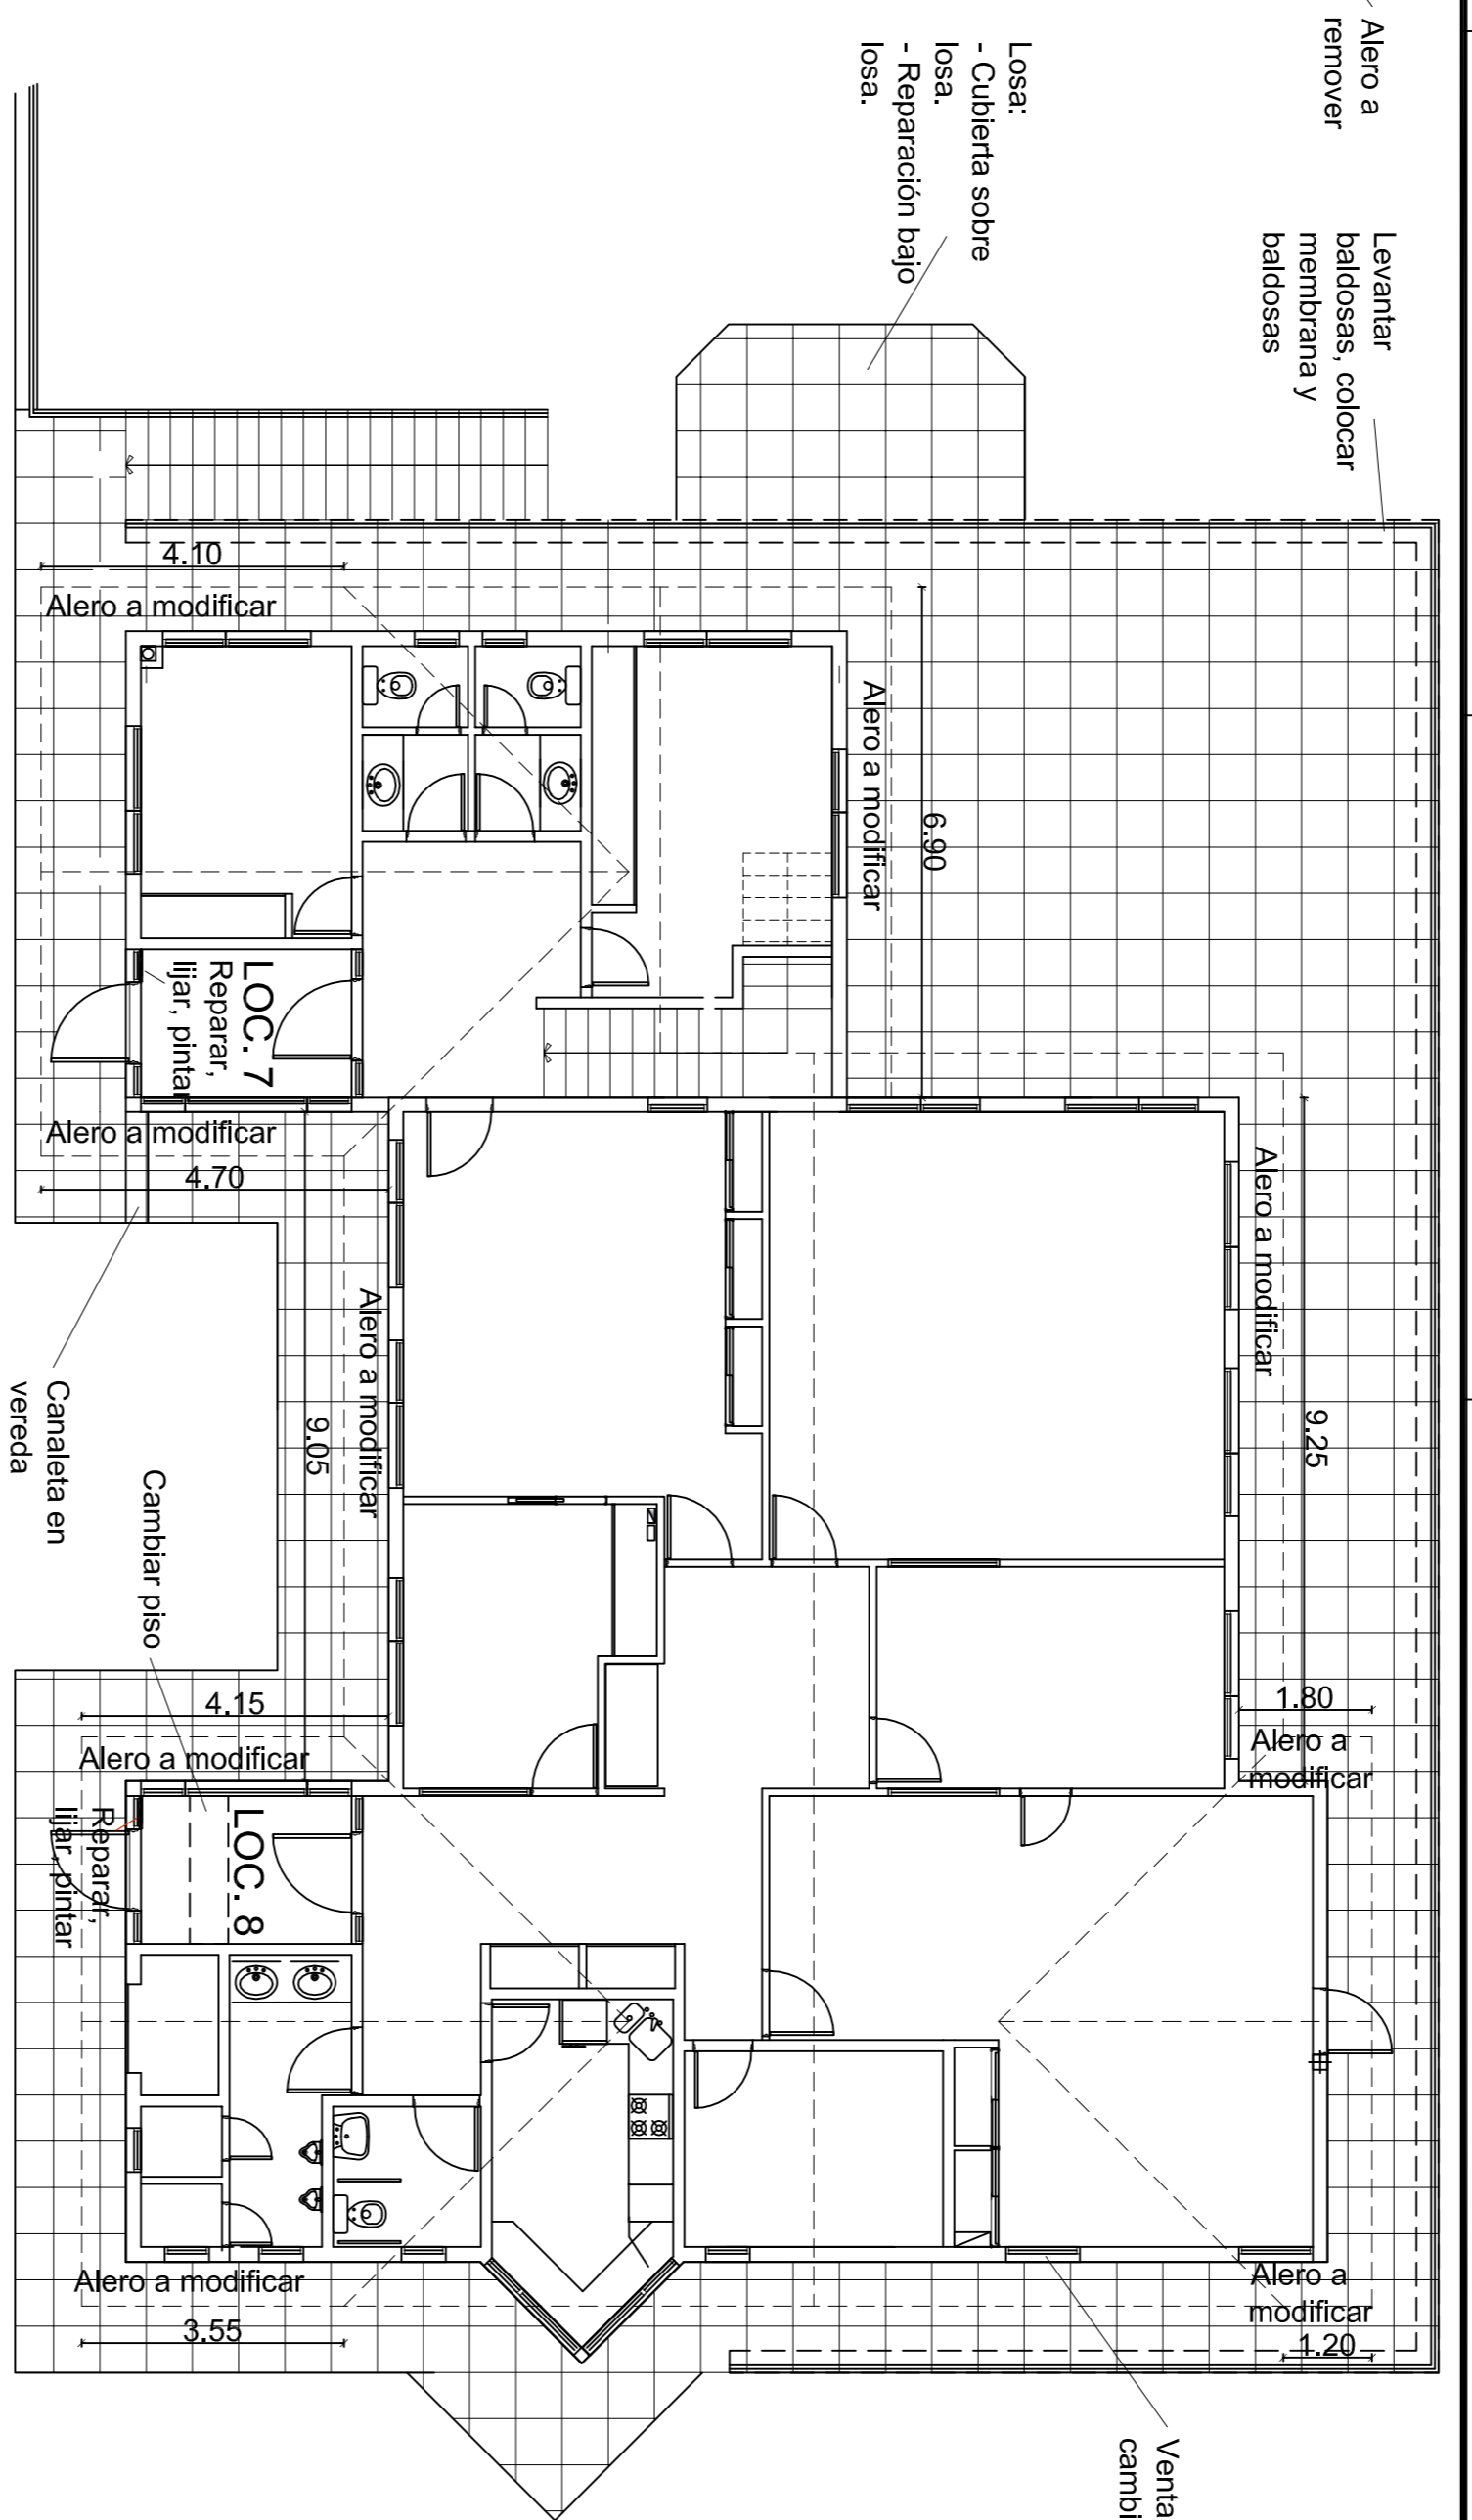 Alero a
remover
Losa:
- Cubierta sobre
losa.
- Reparación bajo
losa.
Levantar
baldosas, colocar
membrana y
baldosas
4.10
Alero a modificar
Alero a modificar
6.90
LOC. 7
Reparar,
lijar, pintar
Alero a modificar
4.70
Alero a modificar
9.25
Alero a modificar
9.05
Canaleta en
vereda
Cambiar piso
4.15
Alero a modificar
1.80
Alero a
modificar
LOC. 8
Reparar,
lijar, pintar
Alero a modificar
3.55
Alero a
modificar
1.20
Venta
cambi